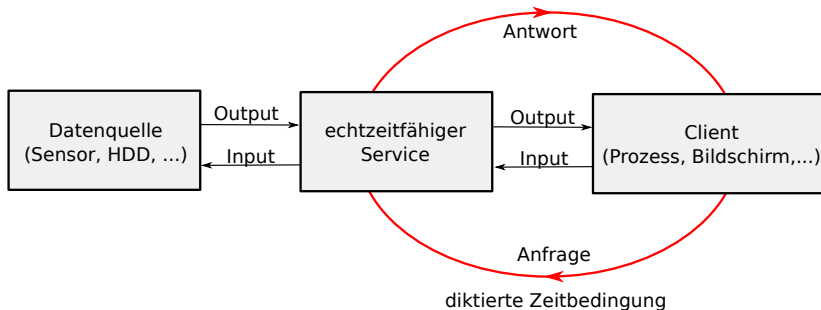 Antwort
Datenquelle
(Sensor, HDD, ...)
Output
Input
echtzeitfähiger
Service
Output
Input
Client
(Prozess, Bildschirm,...)
Anfrage
diktierte Zeitbedingung